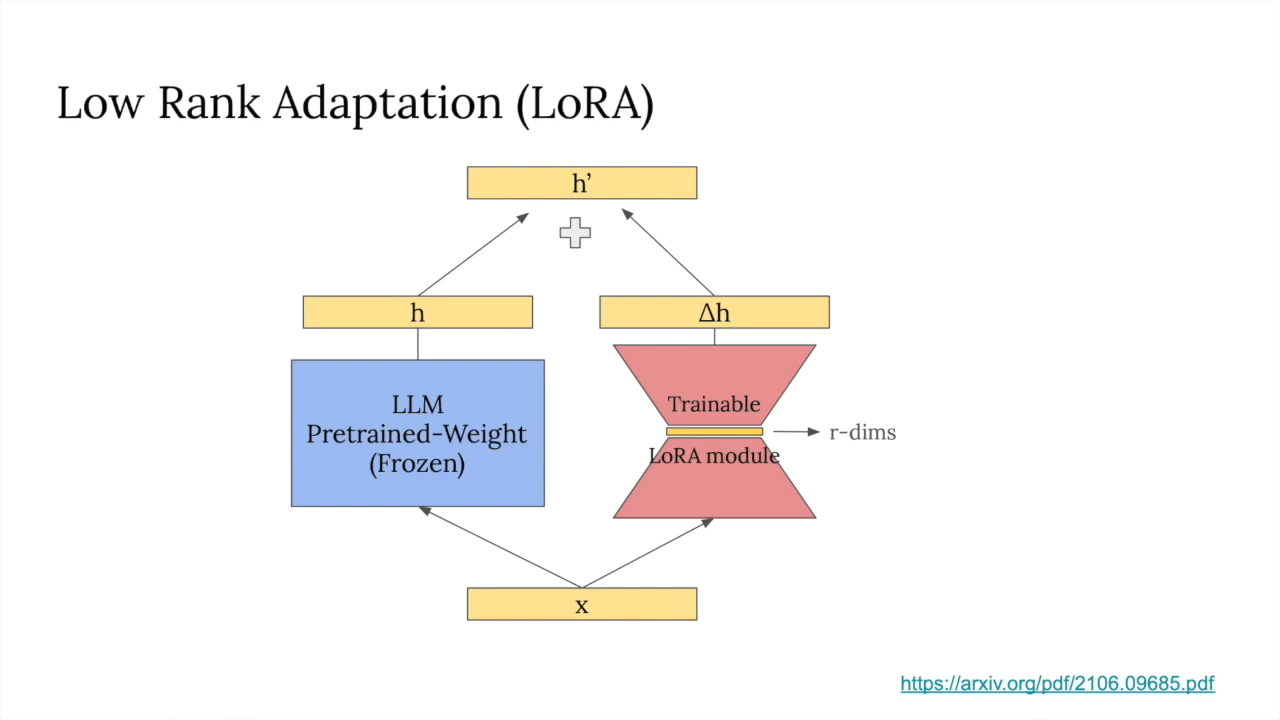 Low Rank Adaptation (LoRA)
h’
h
Δh
LLM
Pretrained-Weight
(Frozen)
Trainable
LoRA module
r-dims
x
https://arxiv.org/pdf/2106.09685.pdf